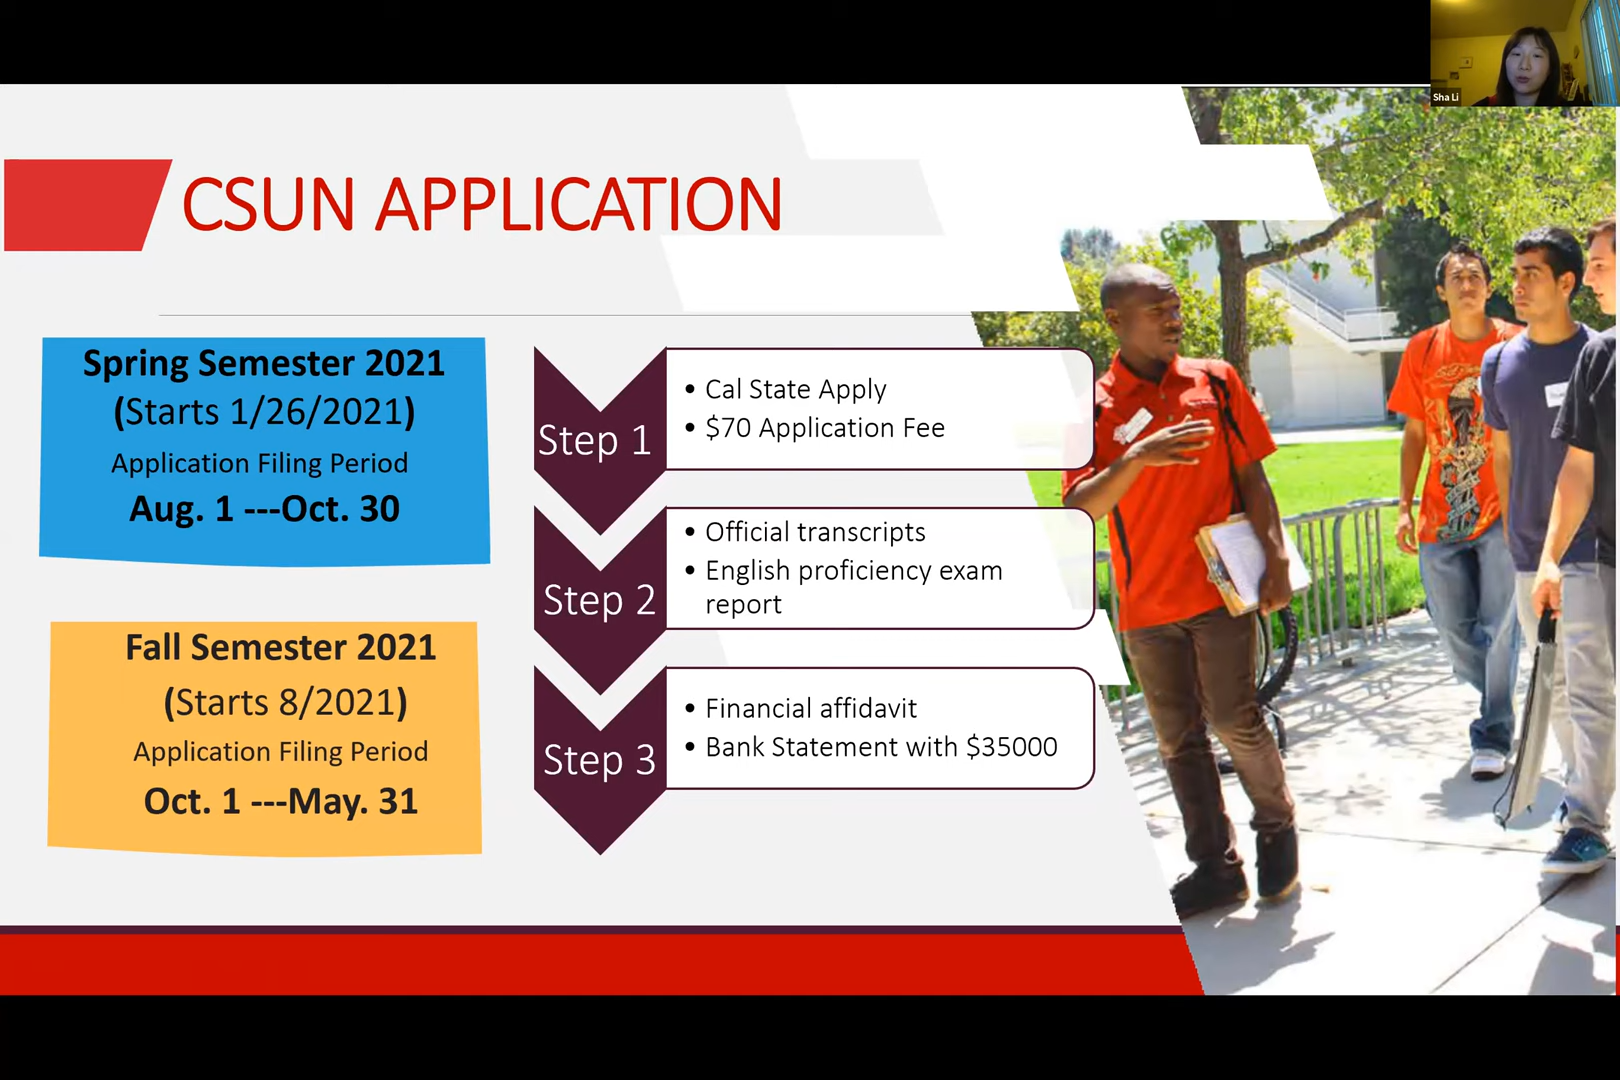 Sha Li
CSUN APPLICATION
Spring Semester 2021
(Starts 1/26/2021)
Application Filing Period
Aug. 1 ---Oct. 30
Fall Semester 2021
(Starts 8/2021)
Application Filing Period
Oct. 1 ---May. 31
Step 1
• Cal State Apply
• $70 Application Fee
Step 2
• Official transcripts
• English proficiency exam
report
Step 3
• Financial affidavit
• Bank Statement with $35000